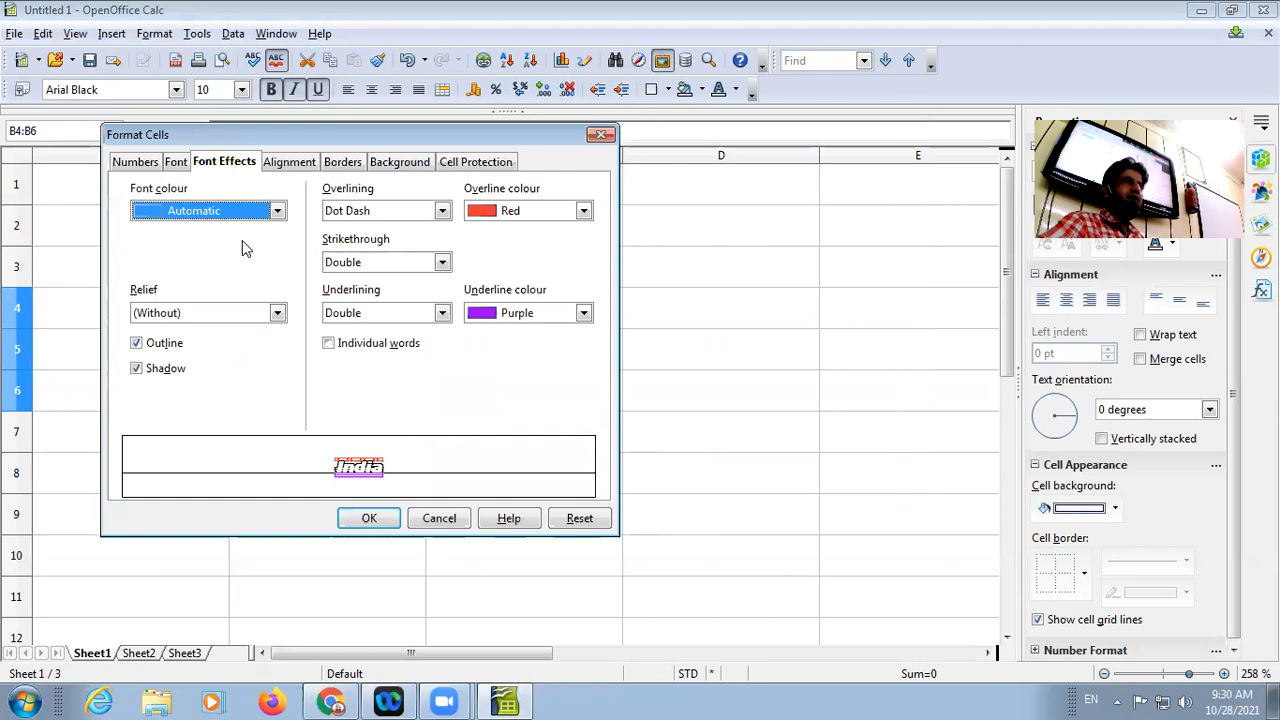 Untitled 1 - OpenOffice Calc
File Edit View Insert Format Tools Data Window Help
Find
Arial Black 10
B4:B6
Format Cells
Numbers Font Font Effects Alignment Borders Background Cell Protection
D E
Font colour
Automatic
Overlining
Dot Dash
Overline colour
Red
Strikethrough
Double
Relief
(Without)
Underlining
Double
Underline colour
Purple
Outline
Individual words
Shadow
India
OK Cancel Help Reset
1
2
3
4
5
6
7
8
9
10
11
12
Alignment
Left indent:
0 pt
Wrap text
Merge cells
Text orientation:
0 degrees
Vertically stacked
Cell Appearance
Cell background:
Cell border:
Show cell grid lines
Number Format
Sheet1 Sheet2 Sheet3
Sheet 1 / 3 Default STD * Sum=0 258 %
EN
9:30 AM
10/28/2021